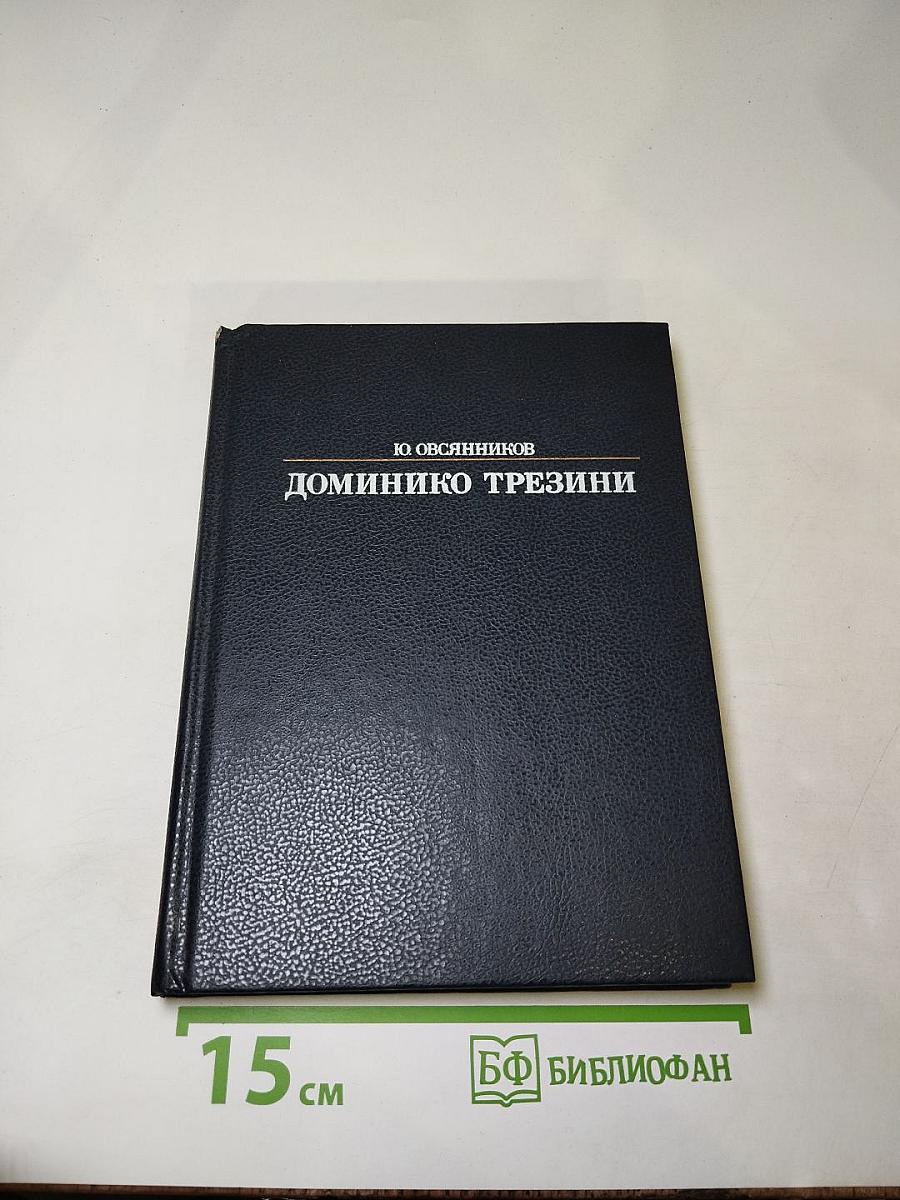 Ю. ОВСЯННИКОВ
ДОМИНИКО ТРЕЗИНИ
15 см
БФ БИБЛИОФАН